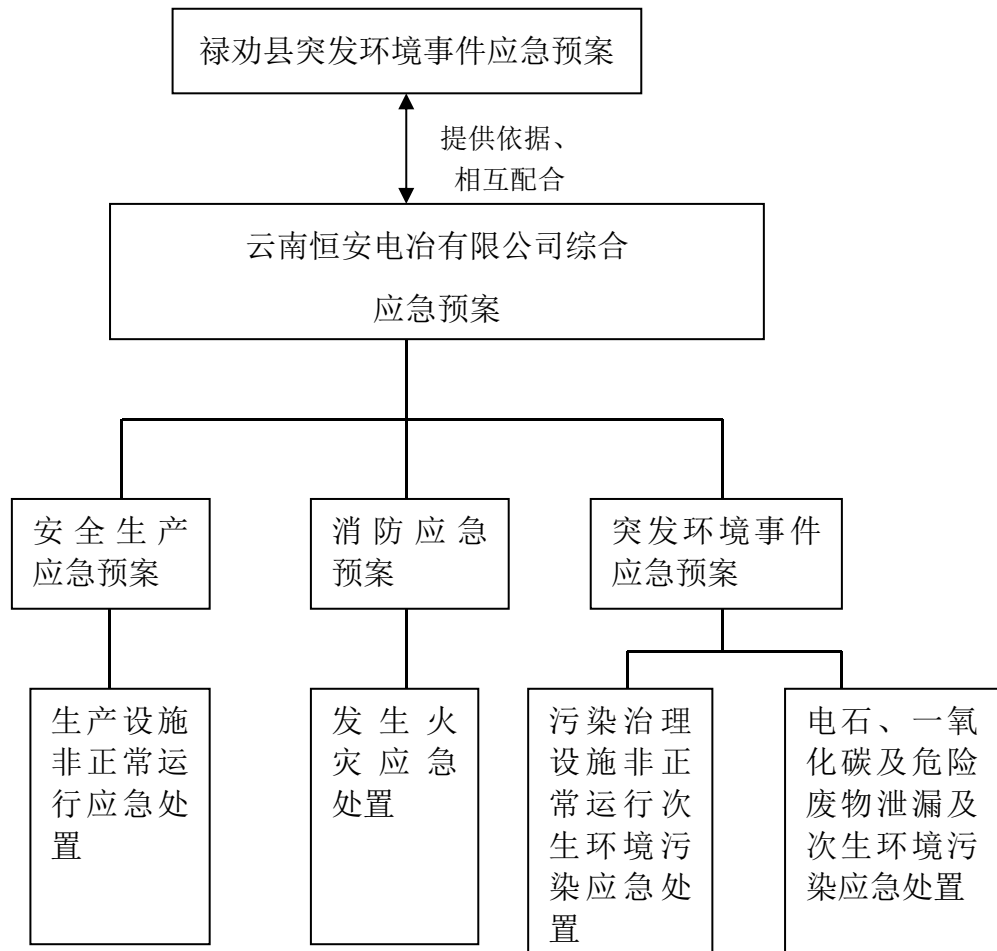 禄劝县突发环境事件应急预案
提供依据、
相互配合
云南恒安电冶有限公司综合
应急预案
安全生产
应急预案
消防应急
预案
突发环境事件
应急预案
生产设施
非正常运
行应急处
置
发生火
灾应急
处置
污染治理
设施非正
常运行次
生环境污
染应急处
置
电石、一氧
化碳及危险
废物泄漏及
次生环境污
染应急处置